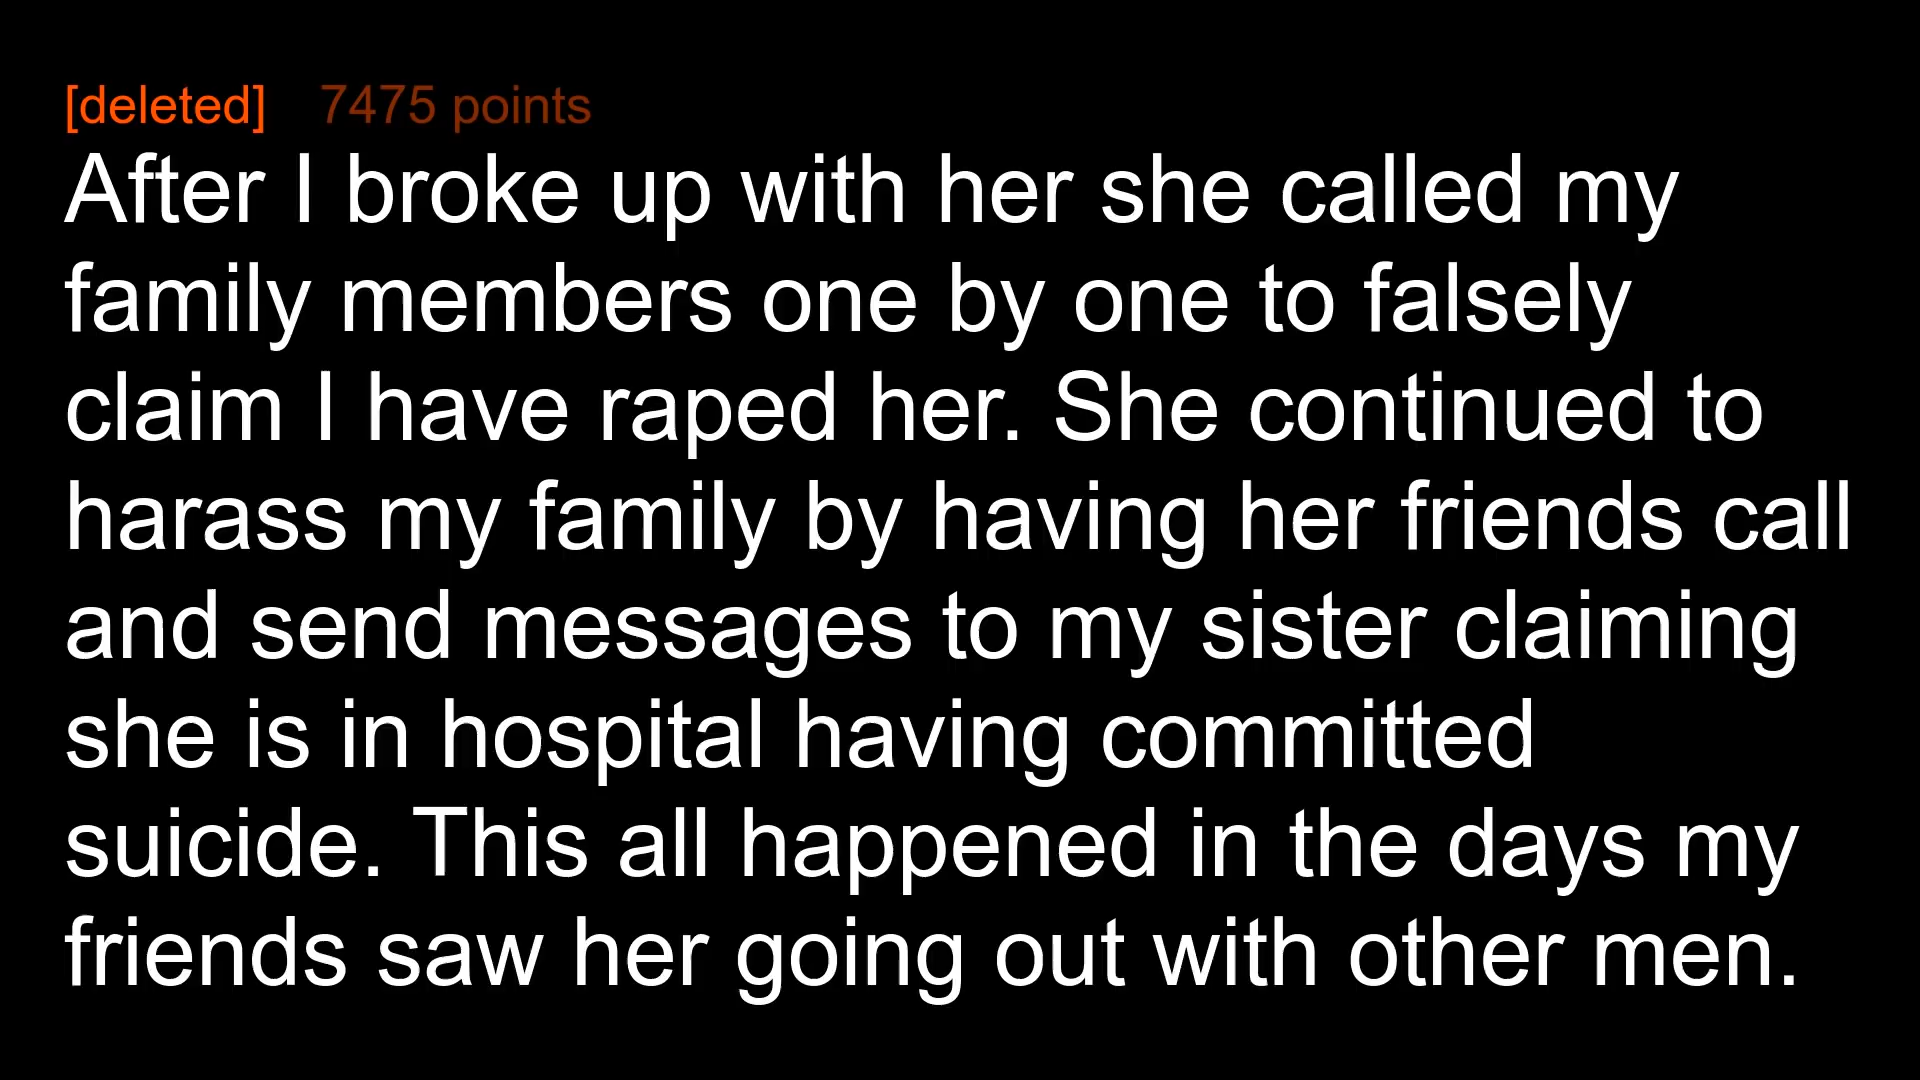 [deleted] 7475 points
After I broke up with her she called my
family members one by one to falsely
claim I have raped her. She continued to
harass my family by having her friends call
and send messages to my sister claiming
she is in hospital having committed
suicide. This all happened in the days my
friends saw her going out with other men.